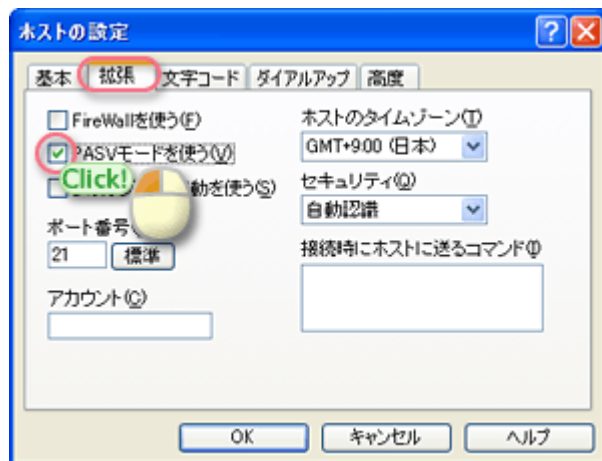 ホストの設定
基本 拡張 文字コード ダイアルアップ 高度
FireWallを使う(F)
PASVモードを使う(V)
Click!
動を使う(S)
ポート番号
21 標準
アカウント(C)
ホストのタイムゾーン(T)
GMT+900 (日本)
セキュリティ(Q)
自動認識
接続時にホストに送るコマンド(I)
OK キャンセル ヘルプ